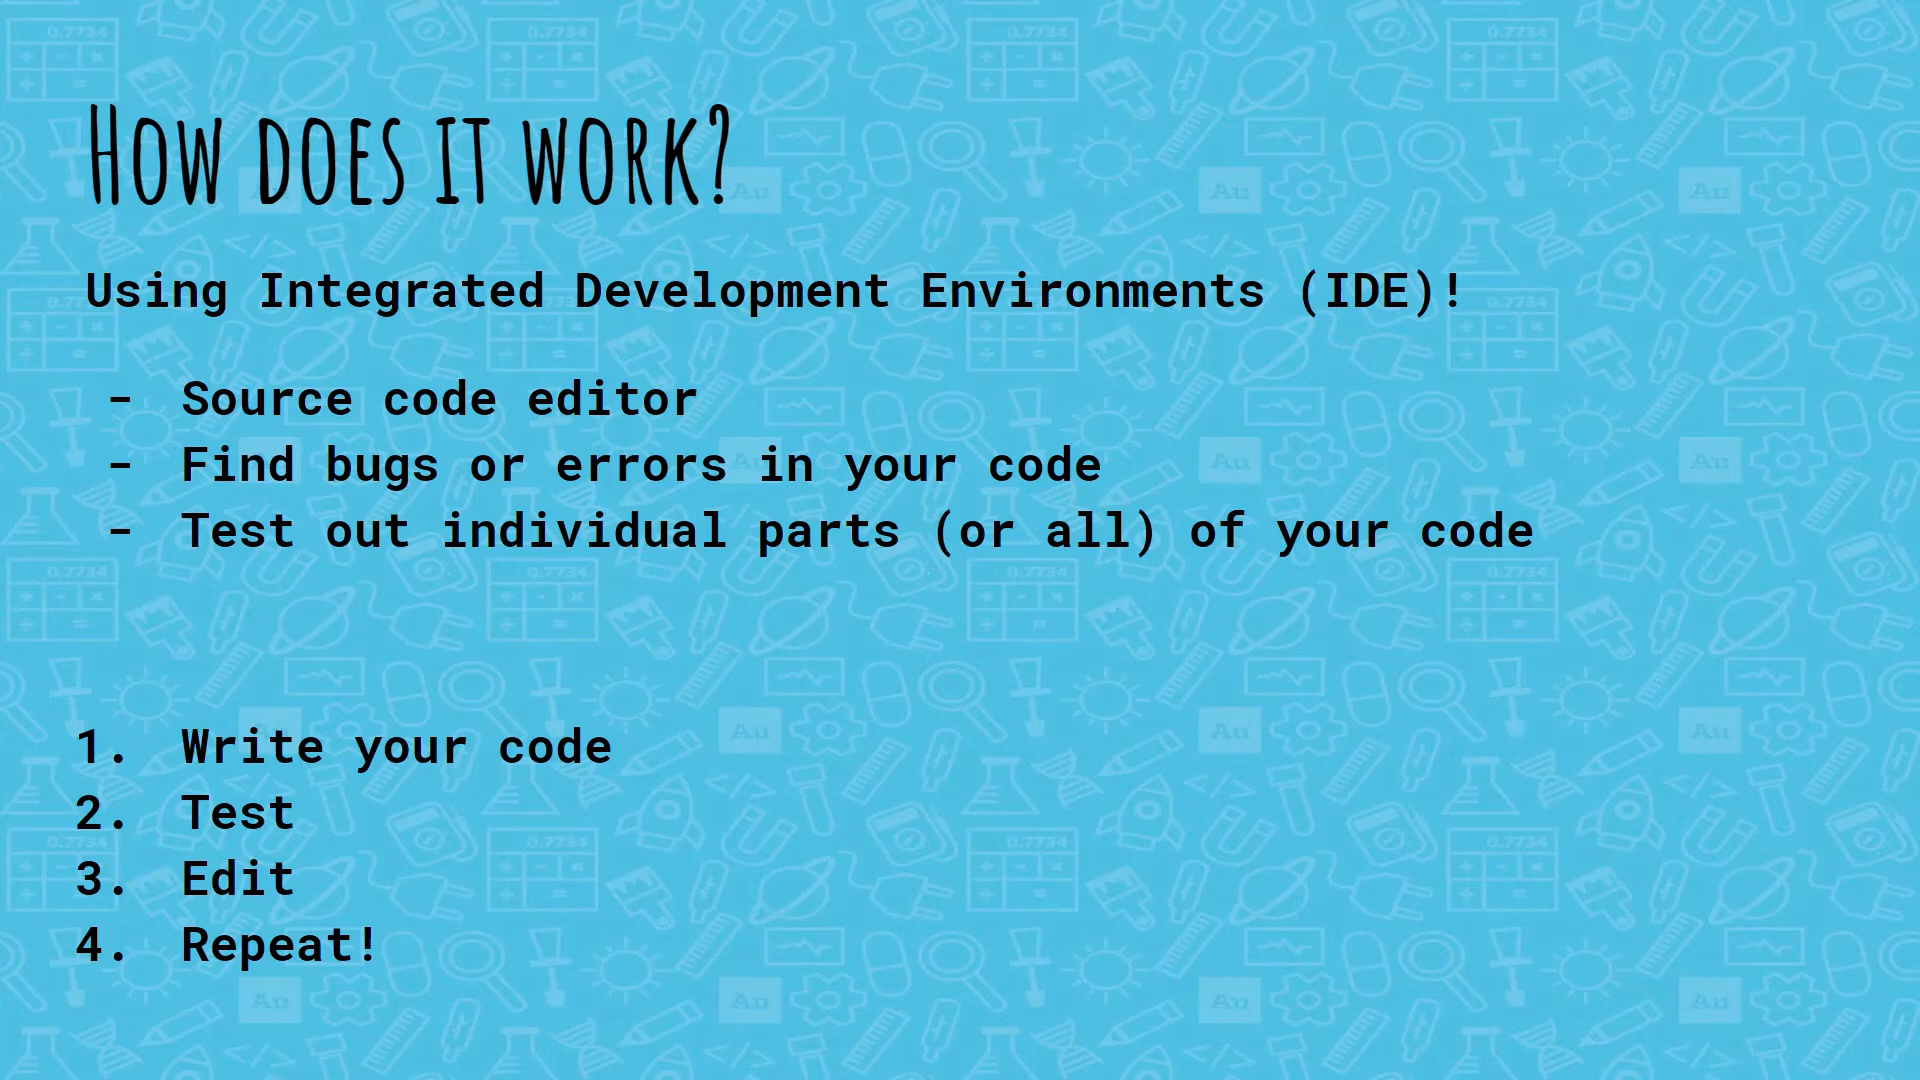 How does it work?
Using Integrated Development Environments (IDE)!
- Source code editor
- Find bugs or errors in your code
- Test out individual parts (or all) of your code
1. Write your code
2. Test
3. Edit
4. Repeat!